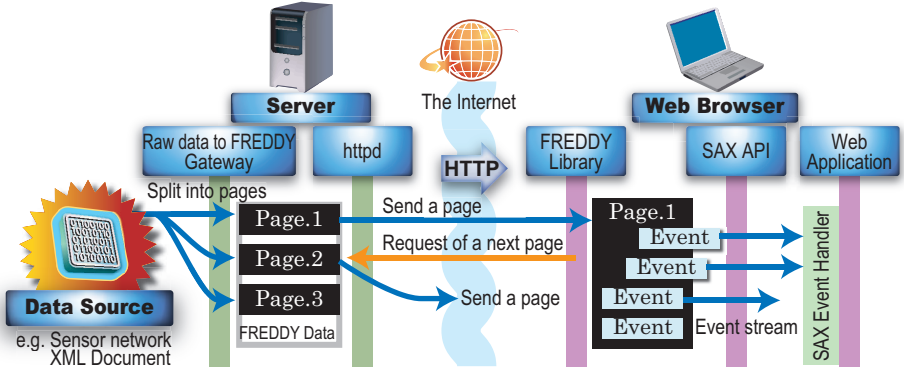 The Internet
Server
Web Browser
Raw data to FREDDY
Gateway
httpd
HTTP
FREDDY
Library
SAX API
Web
Application
Split into pages
Page.1
Page.2
Page.3
FREDDY Data
Send a page
Request of a next page
Send a page
Page.1
Event
Event
Event
Event
Event stream
SAX Event Handler
Data Source
e.g. Sensor network
XML Document